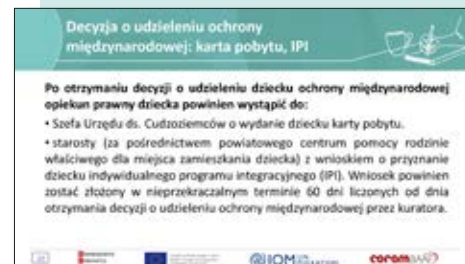 Decyzja o udzieleniu ochrony
międzynarodowej: karta pobytu, IPI
Po otrzymaniu decyzji o udzieleniu dziecku ochrony międzynarodowej
opiekun prawny dziecka powinien wystąpić do:
• Szefa Urzędu ds. Cudzoziemców o wydanie dziecku karty pobytu.
• starosty (za pośrednictwem powiatowego centrum pomocy rodzinie
właściwego dla miejsca zamieszkania dziecka) z wnioskiem o przyznanie
dziecku indywidualnego programu integracyjnego (IPI). Wniosek powinien
zostać złożony w nieprzekraczalnym terminie 60 dni liczonych od dnia
otrzymania decyzji o udzieleniu ochrony międzynarodowej przez kuratora.
IOM coram